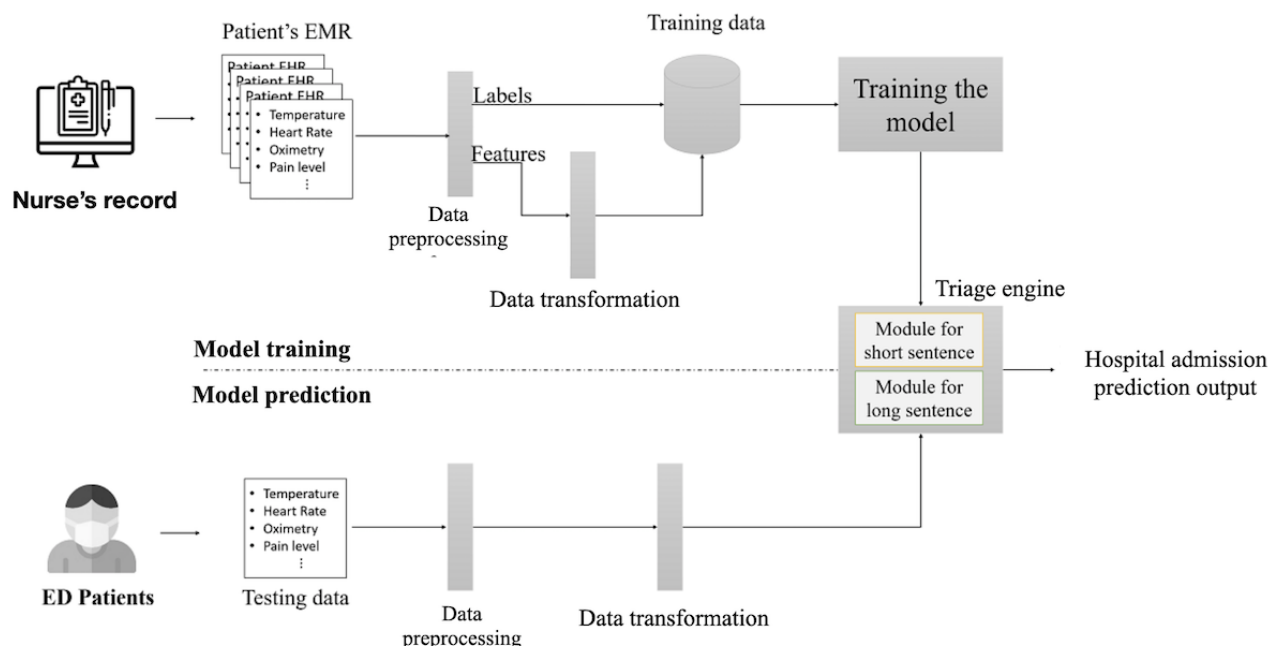 Patient's EMR
Training data
Patient EHR
Patient EHR
Patient EHR
• Temperature
• Heart Rate
• Oximetry
• Pain level
⋮
Nurse's record
Labels
Features
Data
preprocessing
Data transformation
Training the
model
Triage engine
Module for
short sentence
Module for
long sentence
Hospital admission
prediction output
Model training
Model prediction
• Temperature
• Heart Rate
• Oximetry
• Pain level
⋮
ED Patients
Testing data
Data
preprocessing
Data transformation